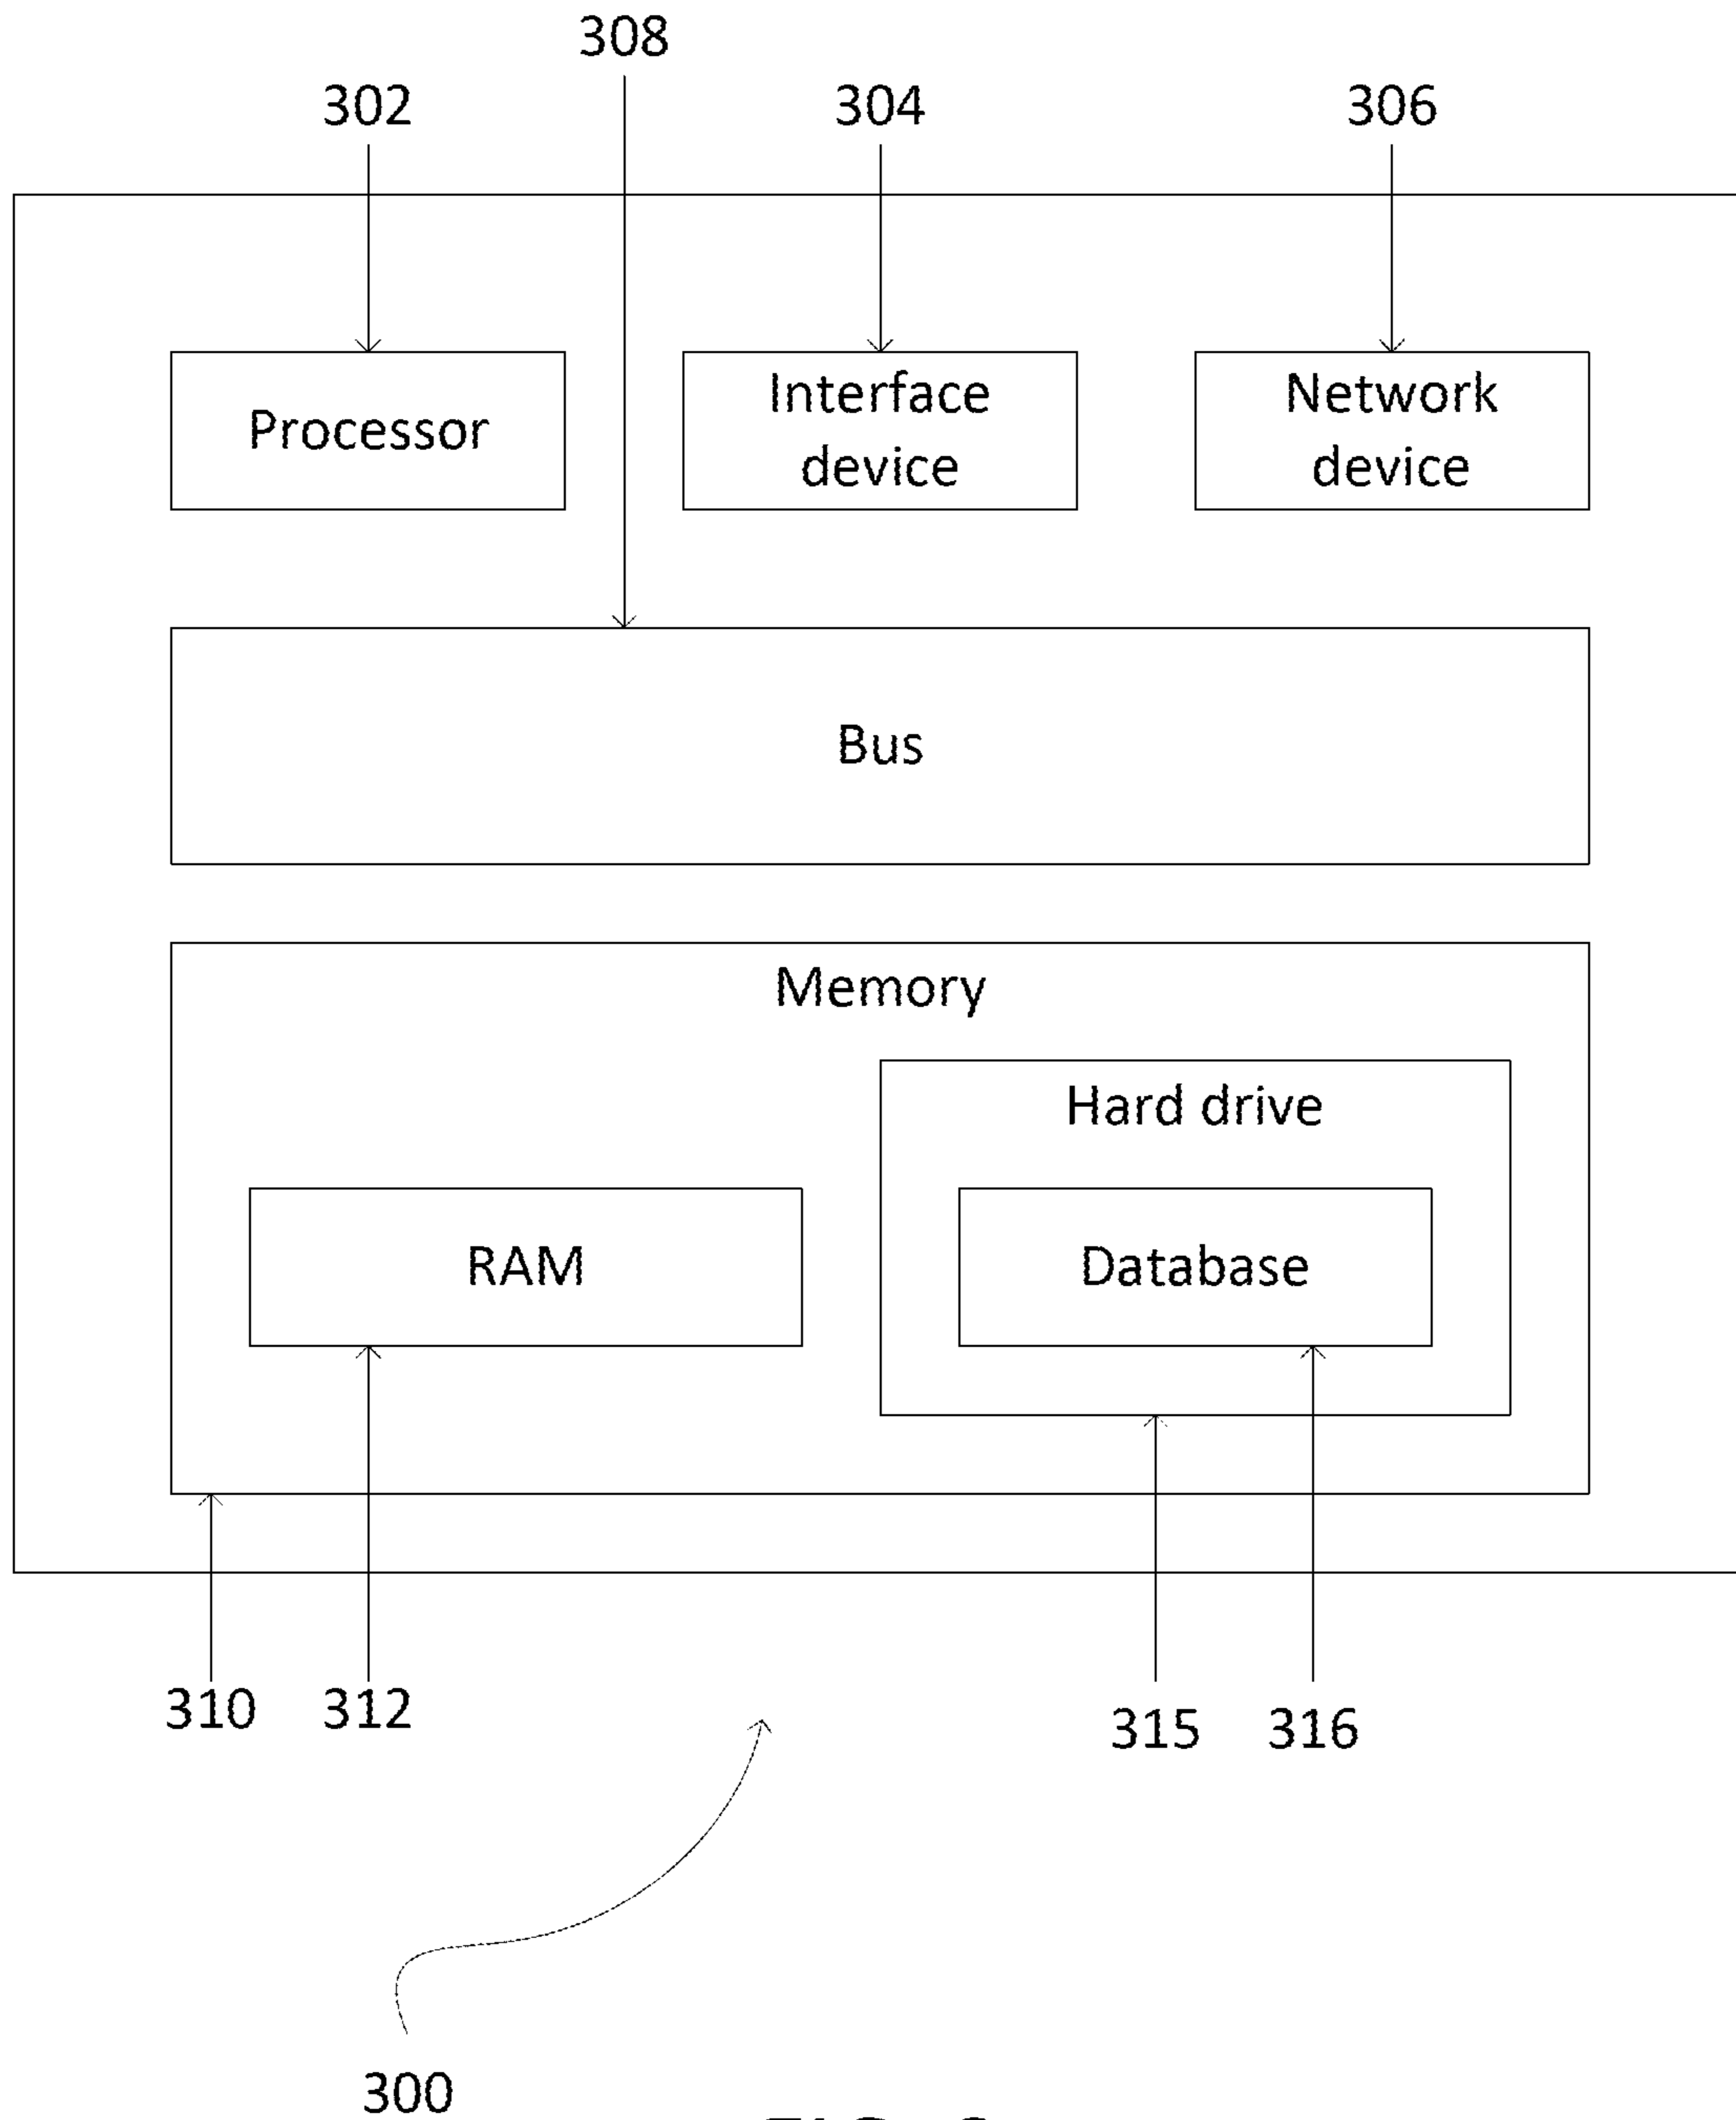 308
302 304 306
Processor
Interface
device
Network
device
Bus
Memory
Hard drive
RAM
Database
310 312
315 316
300